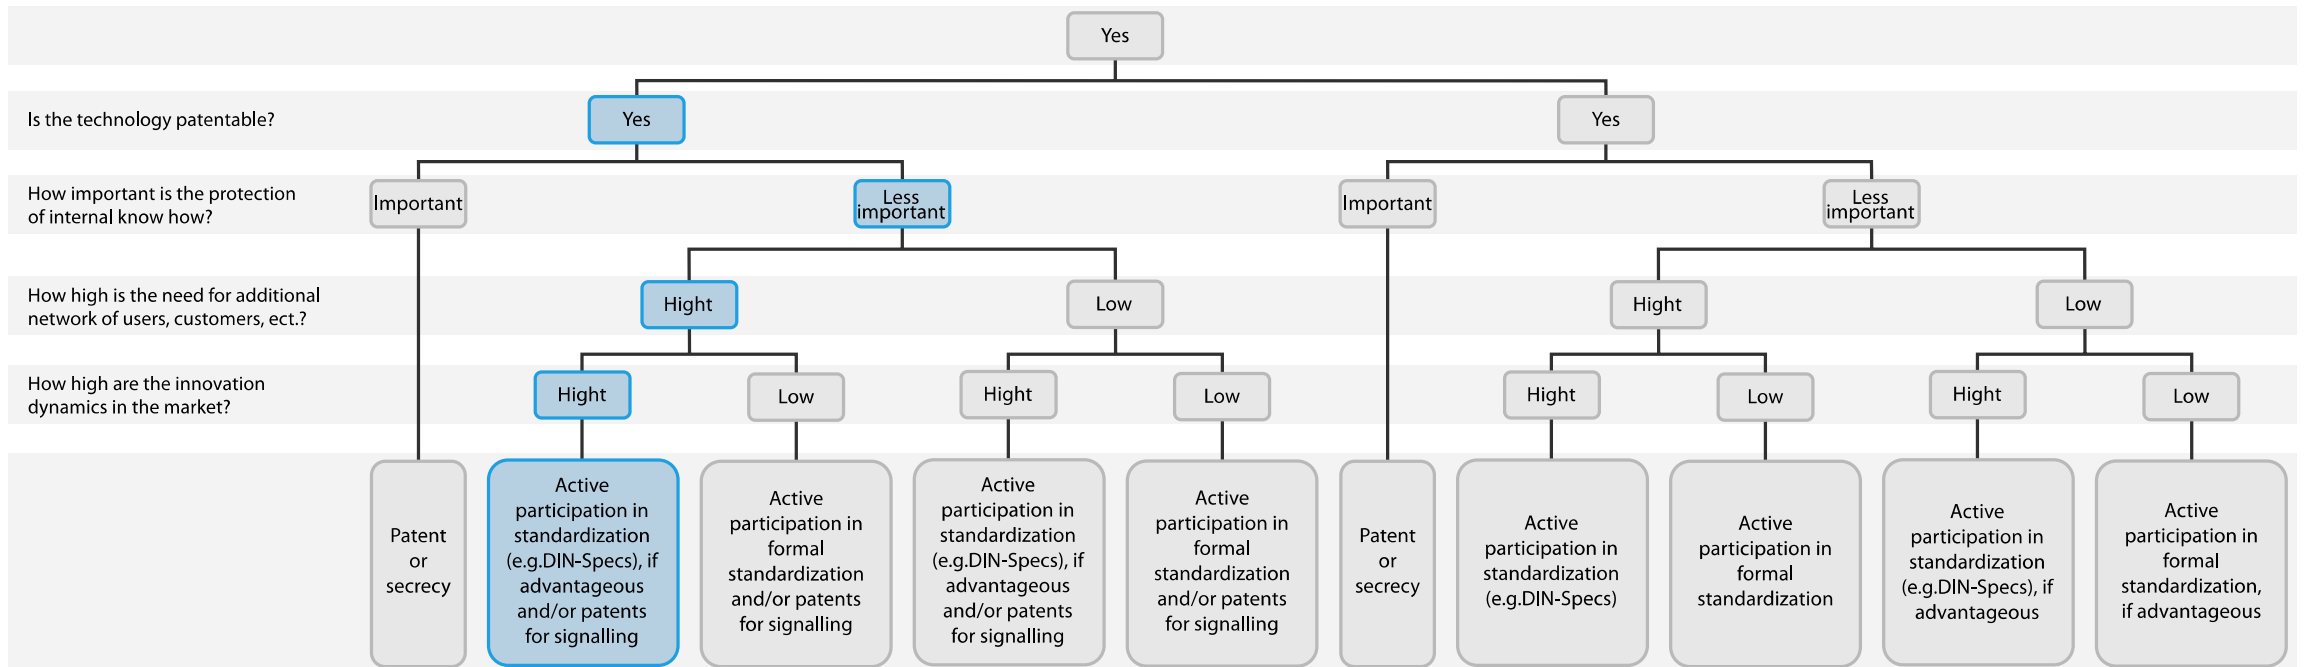 Yes
Is the technology patentable?
Yes
Yes
How important is the protection
of internal know how?
Important
Less
important
Important
Less
important
How high is the need for additional
network of users, customers, ect.?
Hight
Low
Hight
Low
How high are the innovation
dynamics in the market?
Hight
Low
Hight
Low
Hight
Low
Hight
Low
Patent
or
secrecy
Active
participation in
standardization
(e.g.DIN-Specs), if
advantageous
and/or patents
for signalling
Active
participation in
formal
standardization
and/or patents
for signalling
Active
participation in
standardization
(e.g.DIN-Specs), if
advantageous
and/or patents
for signalling
Active
participation in
formal
standardization
and/or patents
for signalling
Patent
or
secrecy
Active
participation in
standardization
(e.g.DIN-Specs)
Active
participation in
formal
standardization
Active
participation in
standardization
(e.g.DIN-Specs), if
advantageous
Active
participation in
formal
standardization,
if advantageous